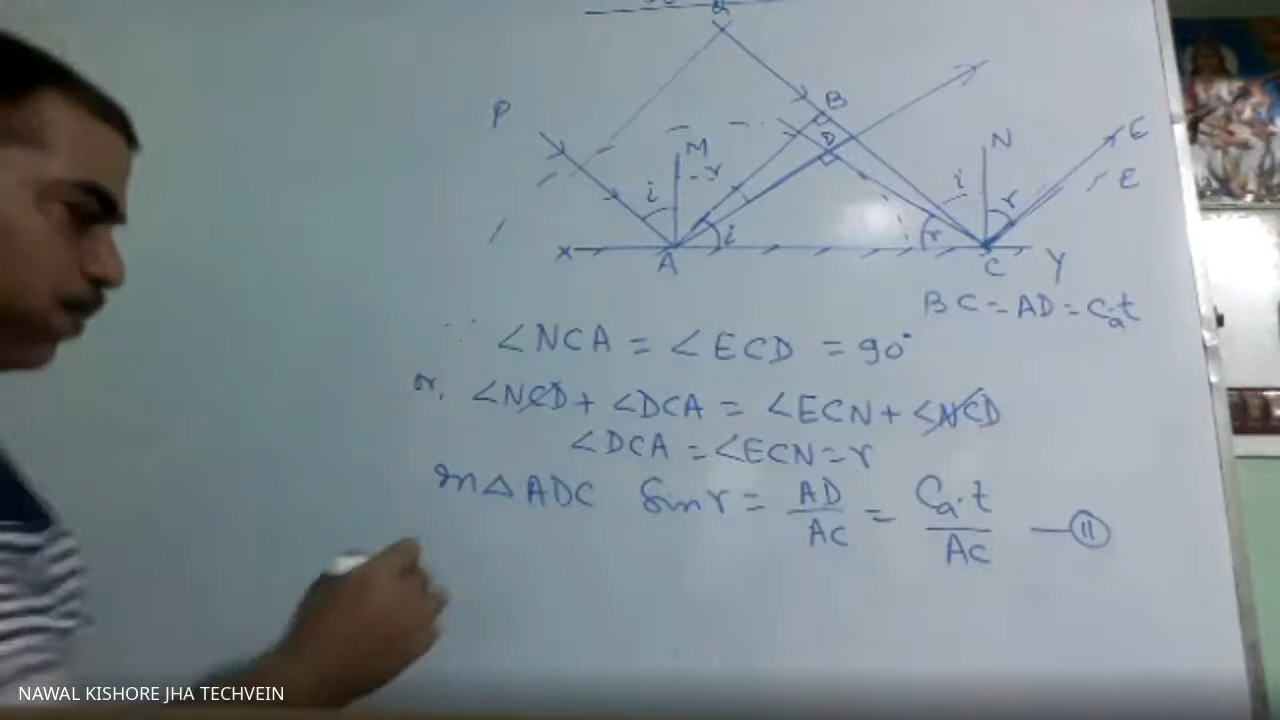 Q
P
B
M
D
N
E
r
i
i
r
E
i
r
X
A
C
Y
BC = AD = Ca.t
∵ ∠NCA = ∠ECD = 90°
or, ∠NCD + ∠DCA = ∠ECN + ∠NCD
∠DCA = ∠ECN = r
In △ADC Sin r = AD/AC = Ca.t/AC — (II)
NAWAL KISHORE JHA TECHVEIN